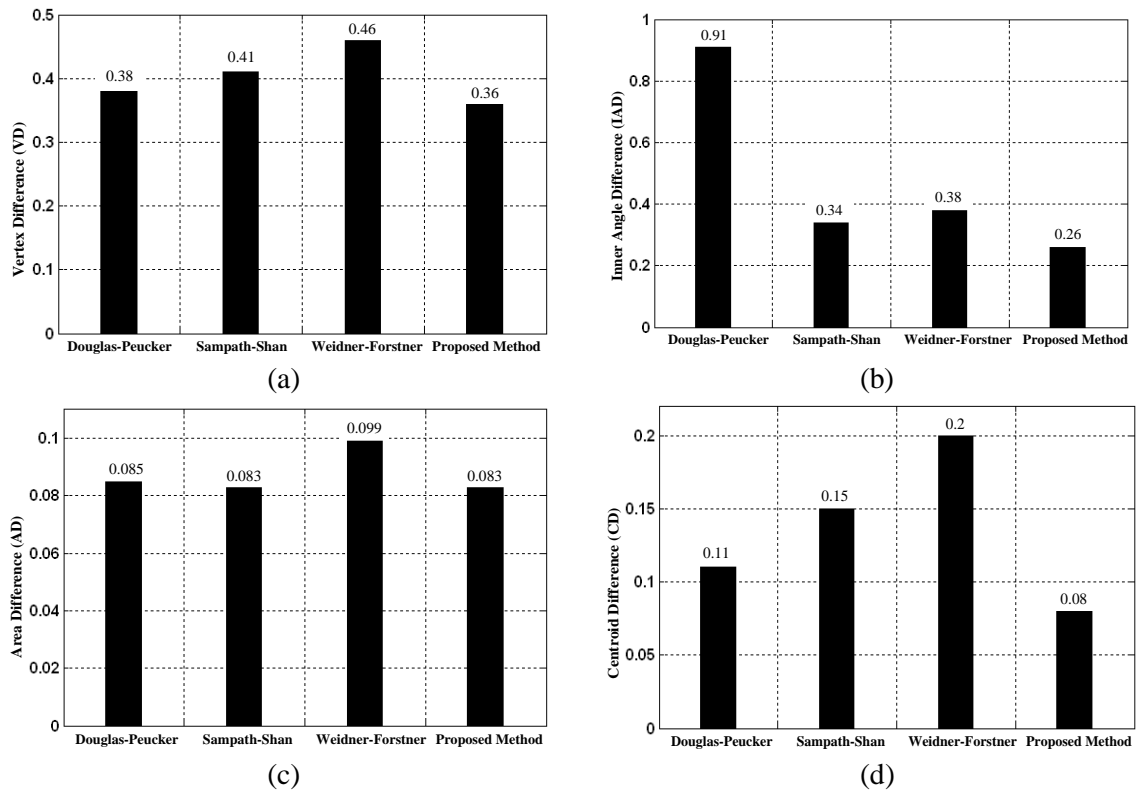 0.5
0.4
0.3
0.2
0.1
0
Vertex Difference (VD)
0.38
0.41
0.46
0.36
Douglas-Peucker
Sampath-Shan
Weidner-Forstner
Proposed Method
(a)
1
0.8
0.6
0.4
0.2
0
Inner Angle Difference (IAD)
0.91
0.34
0.38
0.26
Douglas-Peucker
Sampath-Shan
Weidner-Forstner
Proposed Method
(b)
0.1
0.08
0.06
0.04
0.02
0
Area Difference (AD)
0.085
0.083
0.099
0.083
Douglas-Peucker
Sampath-Shan
Weidner-Forstner
Proposed Method
(c)
0.2
0.15
0.1
0.05
0
Centroid Difference (CD)
0.11
0.15
0.2
0.08
Douglas-Peucker
Sampath-Shan
Weidner-Forstner
Proposed Method
(d)